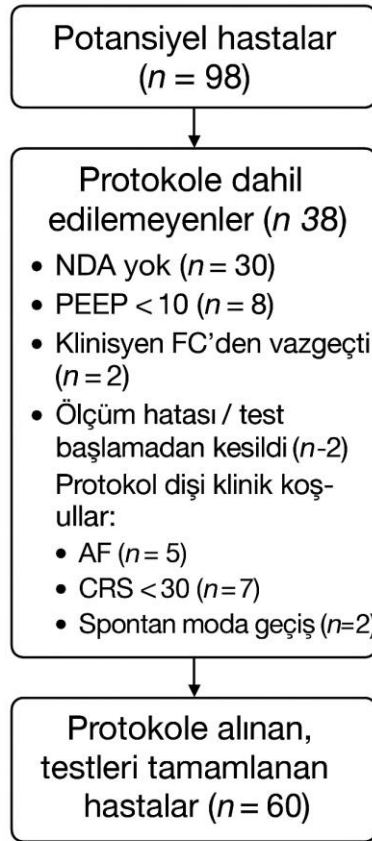 Potansiyel hastalar
(n = 98)
Protokole dahil
edilemeyenler (n 38)
• NDA yok (n = 30)
• PEEP < 10 (n = 8)
• Klinisyen FC'den vazgeçti
(n = 2)
• Ölçüm hatası / test
başlamadan kesildi (n-2)
Protokol dişi klinik koş-
ullar:
• AF (n = 5)
• CRS < 30 (n = 7)
• Spontan moda geçiş (n=2)
Protokole alınan,
testleri tamamlanan
hastalar (n = 60)